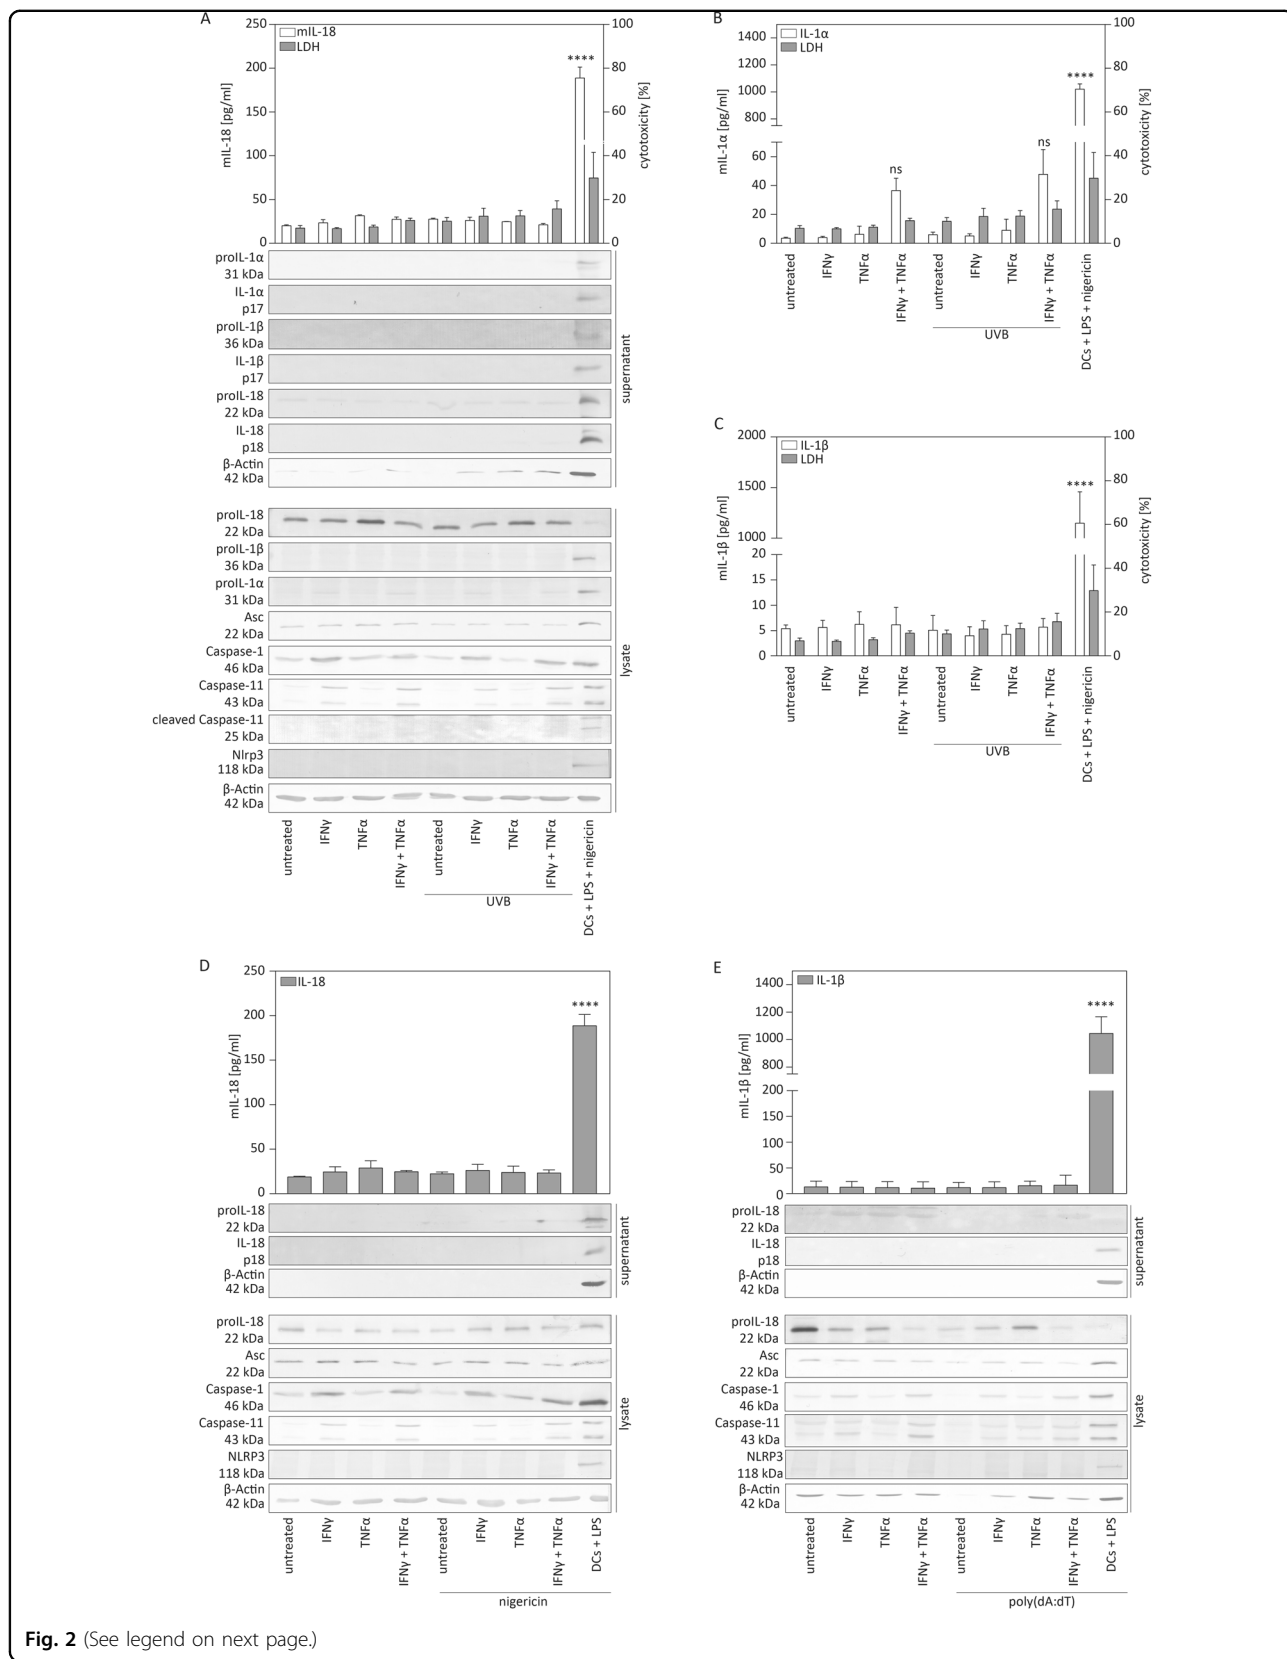 A
250
200
150
100
50
0
mIL-18 [pg/ml]
mIL-18
LDH
****
100
80
60
40
20
0
cytotoxicity [%]
proIL-1α
31 kDa
IL-1α
p17
proIL-1β
36 kDa
IL-1β
p17
proIL-18
22 kDa
IL-18
p18
β-Actin
42 kDa
supernatant
proIL-18
22 kDa
proIL-1β
36 kDa
proIL-1α
31 kDa
Asc
22 kDa
Caspase-1
46 kDa
Caspase-11
43 kDa
cleaved Caspase-11
25 kDa
Nlrp3
118 kDa
β-Actin
42 kDa
lysate
untreated
IFNγ
TNFα
IFNγ + TNFα
untreated
IFNγ
TNFα
IFNγ + TNFα
DCs + LPS + nigericin
UVB
B
1400
1200
1000
800
60
40
20
0
mIL-1α [pg/ml]
IL-1α
LDH
ns
ns
****
100
80
60
40
20
0
cytotoxicity [%]
untreated
IFNγ
TNFα
IFNγ + TNFα
untreated
IFNγ
TNFα
IFNγ + TNFα
DCs + LPS + nigericin
UVB
C
2000
1500
1000
20
15
10
5
0
mIL-1β [pg/ml]
IL-1β
LDH
****
100
80
60
40
20
0
cytotoxicity [%]
untreated
IFNγ
TNFα
IFNγ + TNFα
untreated
IFNγ
TNFα
IFNγ + TNFα
DCs + LPS + nigericin
UVB
D
250
200
150
100
50
0
mIL-18 [pg/ml]
IL-18
****
proIL-18
22 kDa
IL-18
p18
β-Actin
42 kDa
supernatant
proIL-18
22 kDa
Asc
22 kDa
Caspase-1
46 kDa
Caspase-11
43 kDa
NLRP3
118 kDa
β-Actin
42 kDa
lysate
untreated
IFNγ
TNFα
IFNγ + TNFα
untreated
IFNγ
TNFα
IFNγ + TNFα
DCs + LPS
nigericin
E
1400
1200
1000
800
200
150
100
50
0
mIL-1β [pg/ml]
IL-1β
****
proIL-18
22 kDa
IL-18
p18
β-Actin
42 kDa
supernatant
proIL-18
22 kDa
Asc
22 kDa
Caspase-1
46 kDa
Caspase-11
43 kDa
NLRP3
118 kDa
β-Actin
42 kDa
lysate
untreated
IFNγ
TNFα
IFNγ + TNFα
untreated
IFNγ
TNFα
IFNγ + TNFα
DCs + LPS
poly(dA:dT)
Fig. 2 (See legend on next page.)